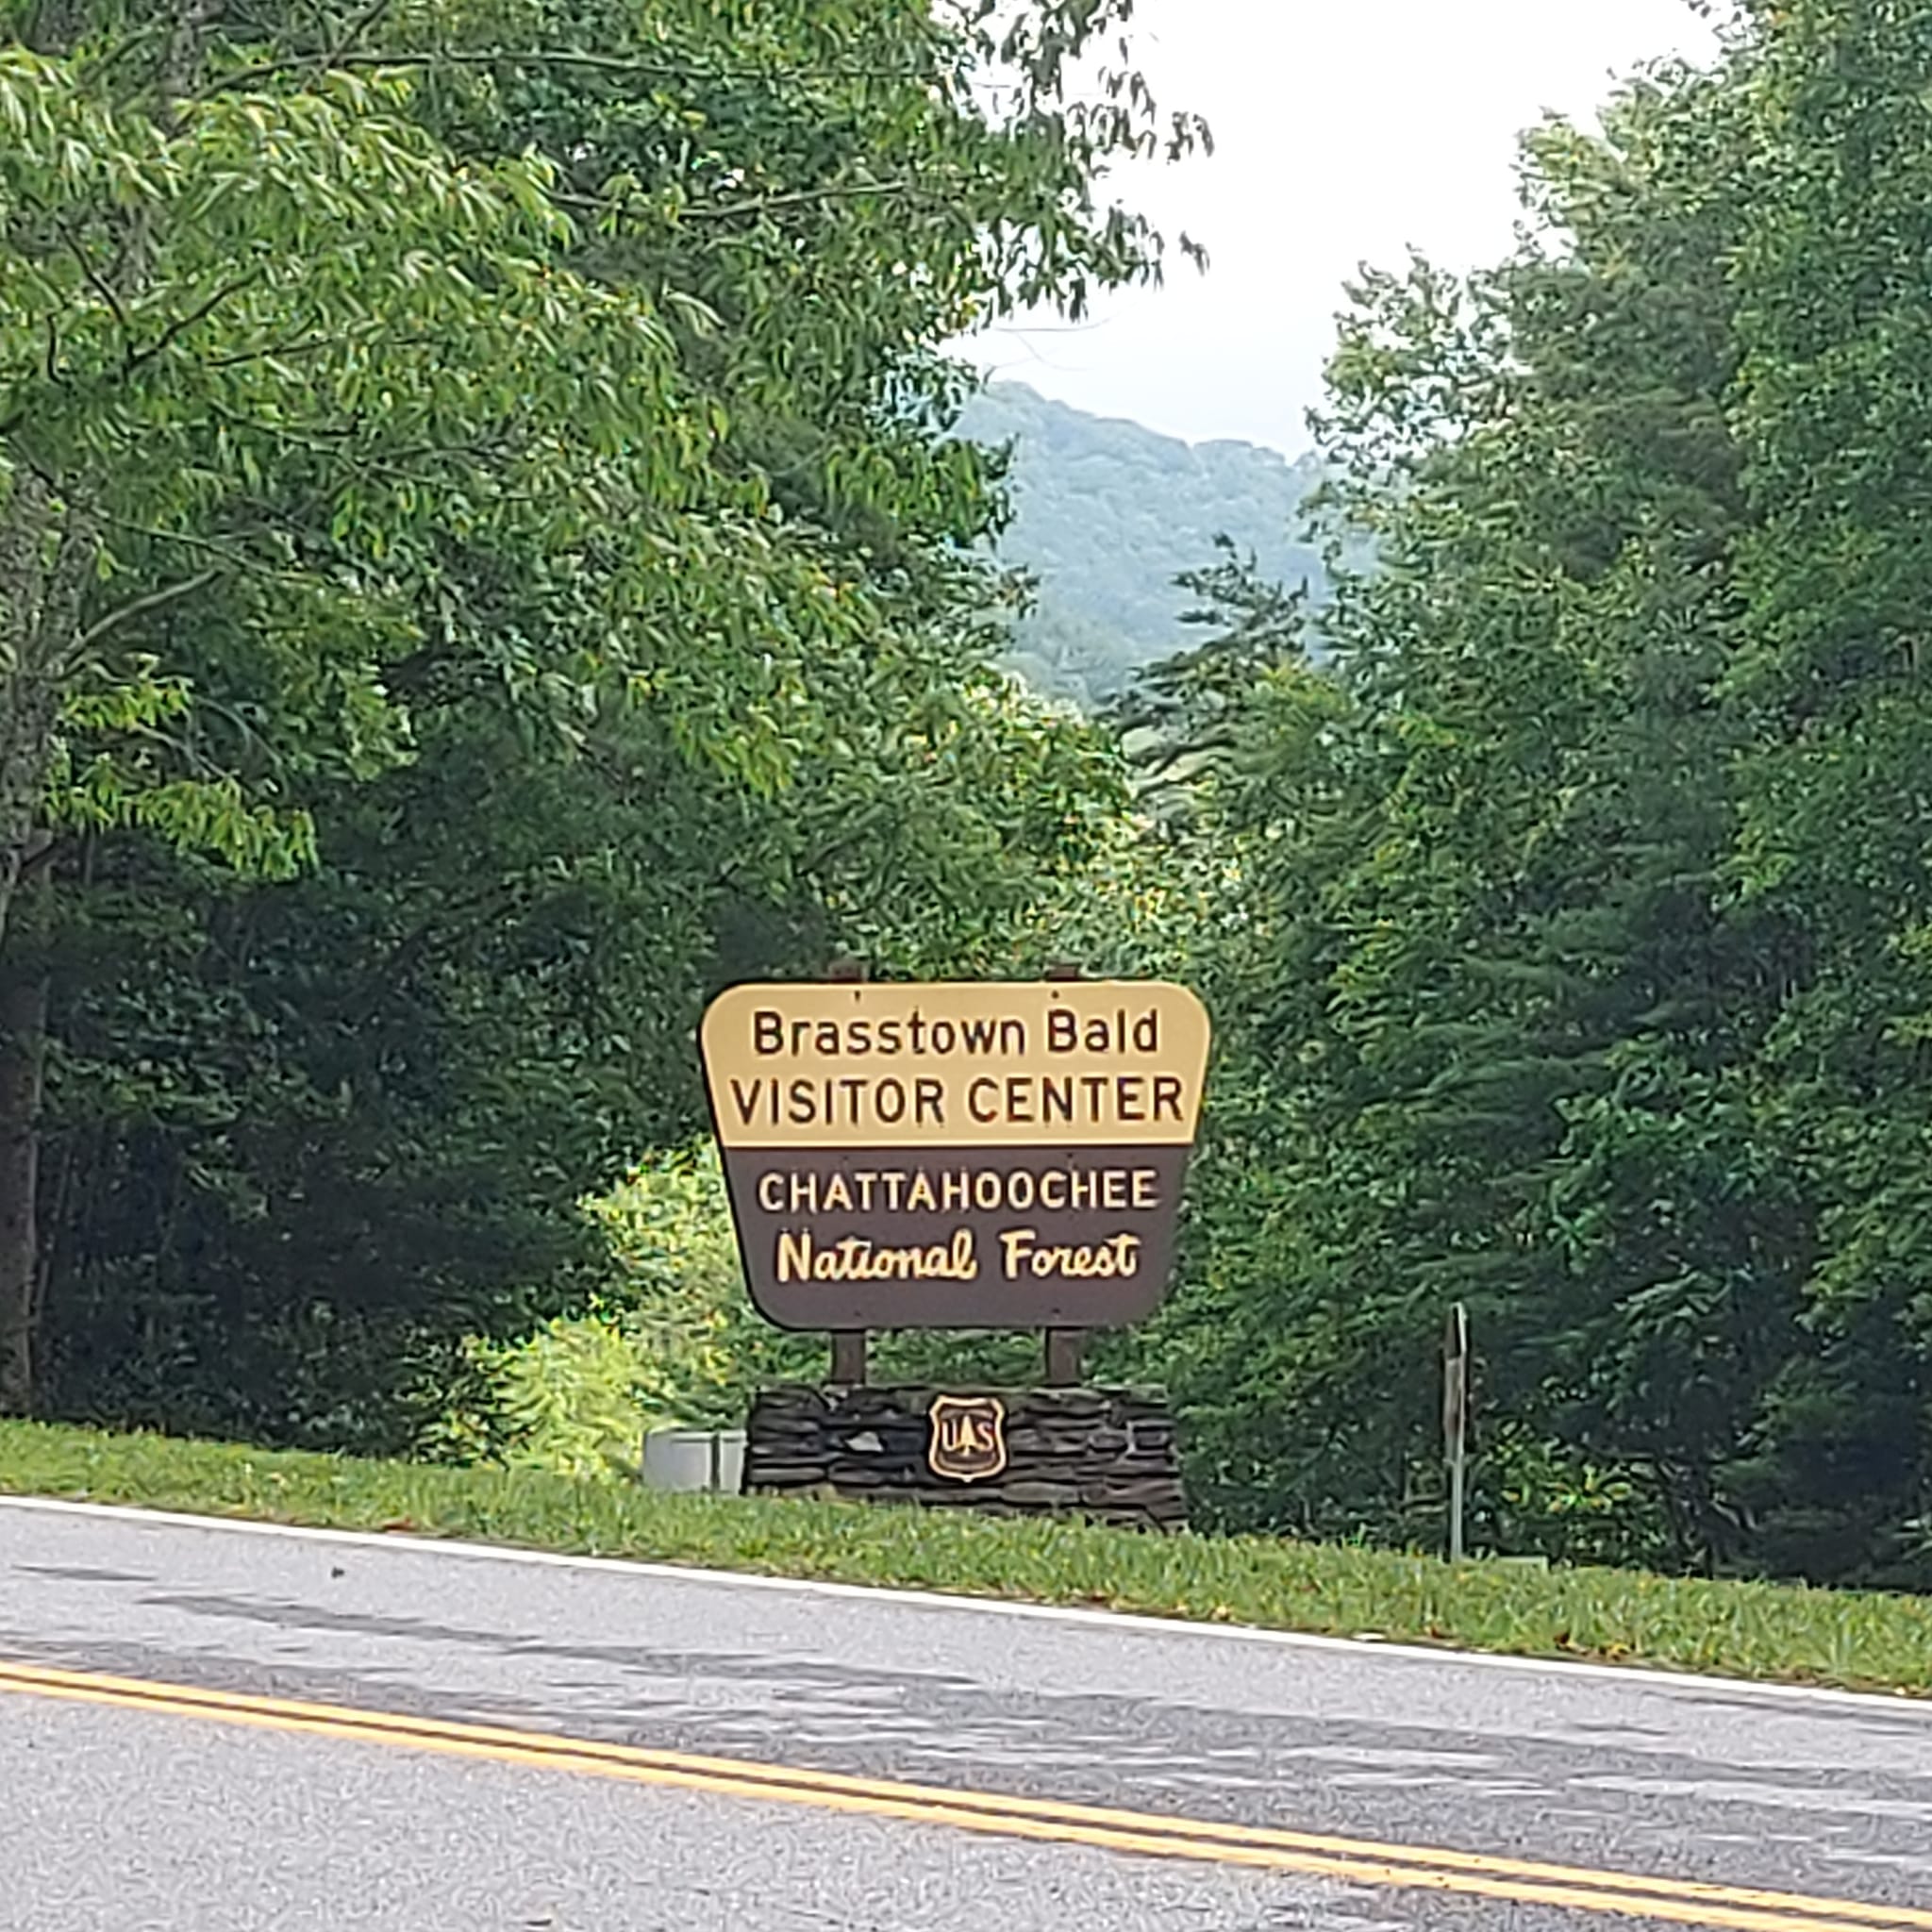 Brasstown Bald
VISITOR CENTER
CHATTAHOOCHEE
National Forest
U S